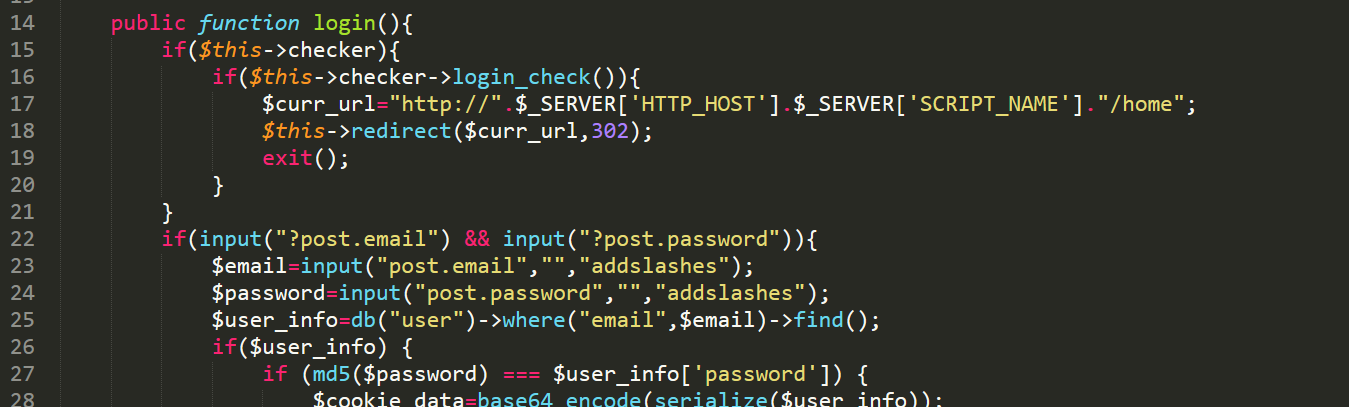 14 public function login(){
15 if($this->checker){
16 if($this->checker->login_check()){
17 $curr_url="http://".$_SERVER['HTTP_HOST'].$_SERVER['SCRIPT_NAME']."/home";
18 $this->redirect($curr_url,302);
19 exit();
20 }
21 }
22 if(input("?post.email") && input("?post.password")){
23 $email=input("post.email","","addslashes");
24 $password=input("post.password","","addslashes");
25 $user_info=db("user")->where("email",$email)->find();
26 if($user_info) {
27 if (md5($password) === $user_info['password']) {
28 $cookie_data=base64_encode(serialize($user_info));